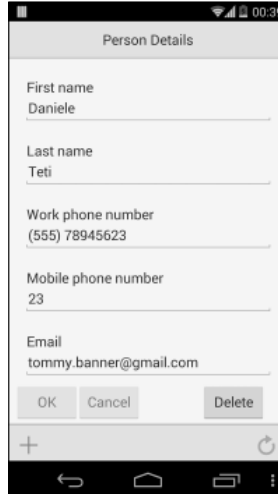 00:39
Person Details
First name
Daniele
Last name
Teti
Work phone number
(555) 78945623
Mobile phone number
23
Email
tommy.banner@gmail.com
OK Cancel Delete